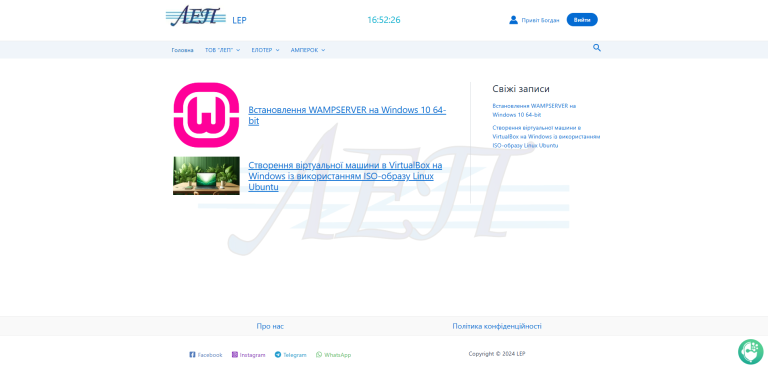 ЛЕП LEP
16:52:26
Привіт Богдан Вийти
Головна ТОВ "ЛЕП" ЕЛОТЕР АМПЕРОК
Встановлення WAMPSERVER на Windows 10 64-
bit
Створення віртуальної машини в VirtualBox на
Windows із використанням ISO-образу Linux
Ubuntu
Свіжі записи
Встановлення WAMPSERVER на
Windows 10 64-bit
Створення віртуальної машини в
VirtualBox на Windows із використанням
ISO-образу Linux Ubuntu
ЛЕП
Про нас Політика конфіденційності
Facebook Instagram Telegram WhatsApp Copyright © 2024 LEP